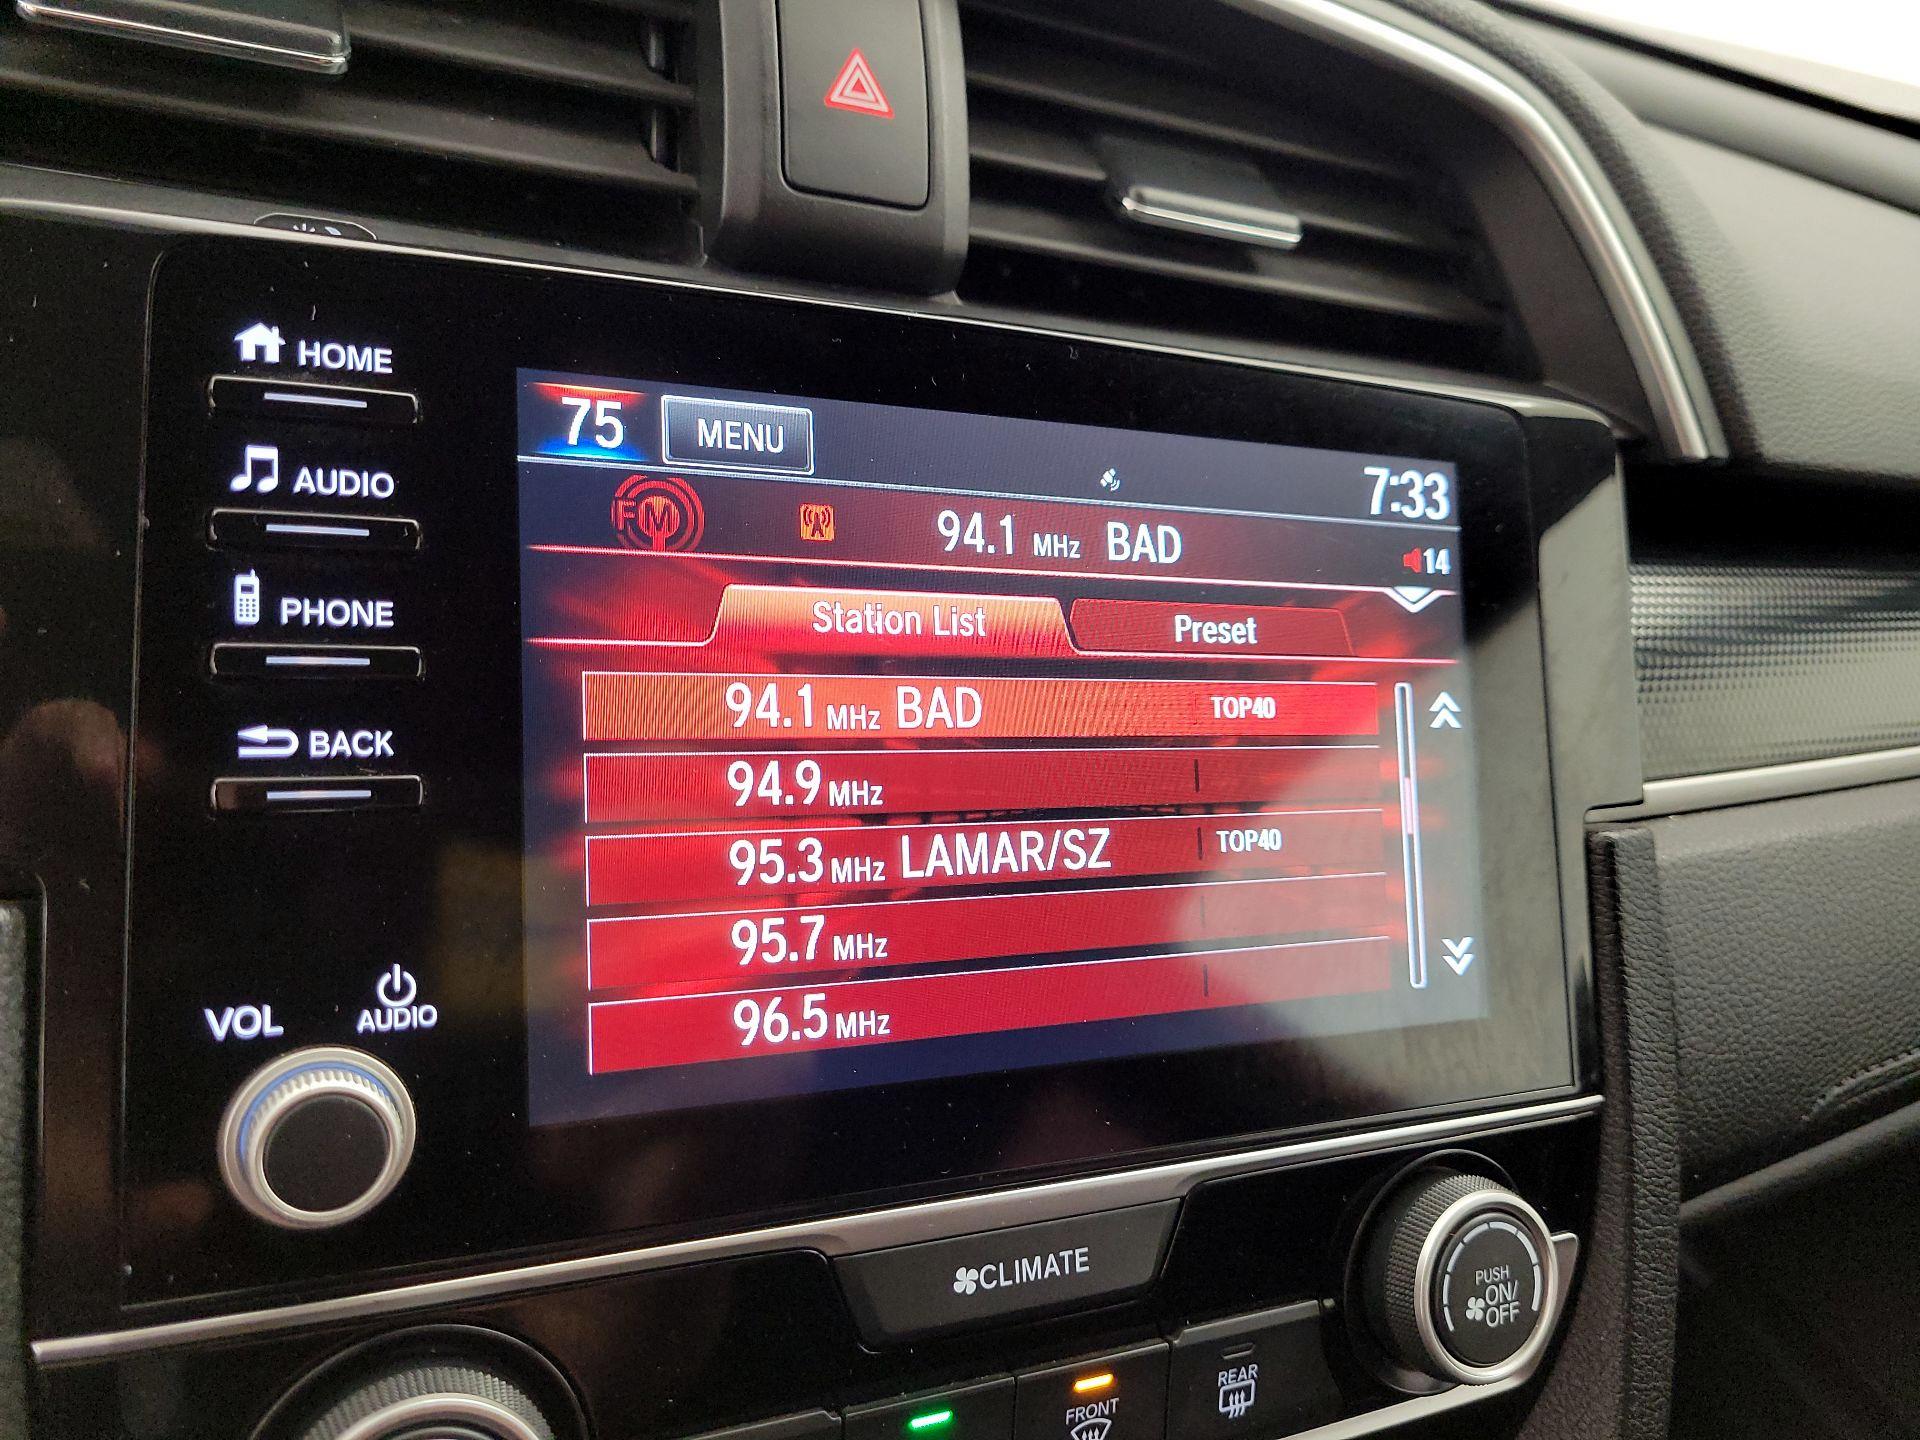 HOME
AUDIO
PHONE
BACK
VOL
AUDIO
75 MENU
7:33
FM 94.1 MHz BAD
14
Station List Preset
94.1 MHz BAD TOP40
94.9 MHz
95.3 MHz LAMAR/SZ TOP40
95.7 MHz
96.5 MHz
CLIMATE
PUSH
ON/
OFF
FRONT
REAR